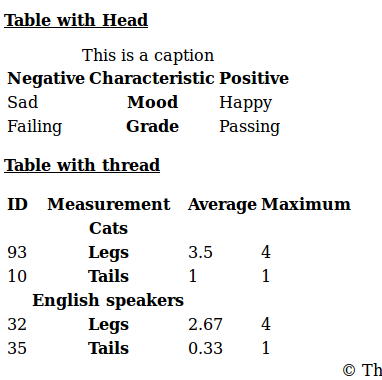 Table with Head
This is a caption
Negative Characteristic Positive
Sad Mood Happy
Failing Grade Passing
Table with thread
ID Measurement Average Maximum
Cats
93 Legs 3.5 4
10 Tails 1 1
English speakers
32 Legs 2.67 4
35 Tails 0.33 1
© Th